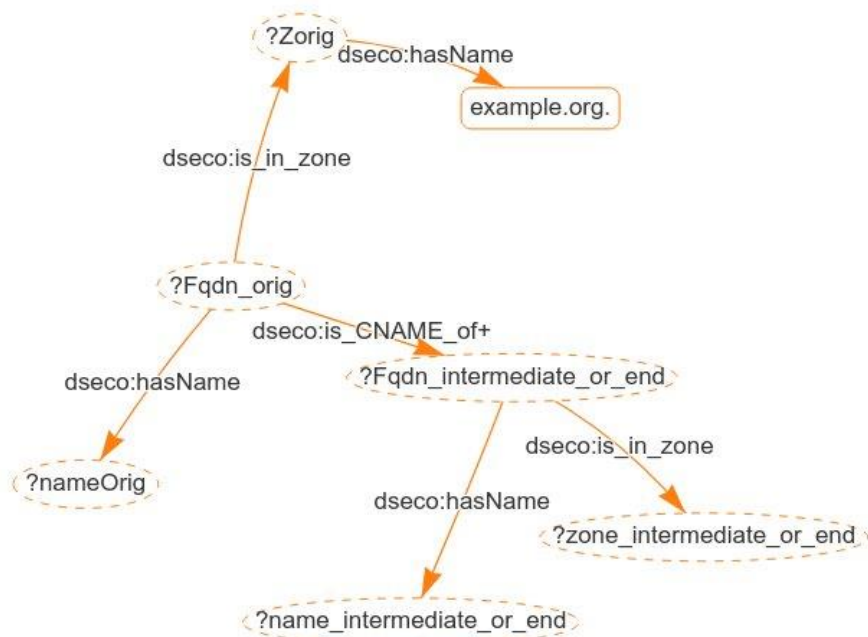 ?Zorig
dseco:hasName
example.org.
dseco:is_in_zone
?Fqdn_orig
dseco:is_CNAME_of+
?Fqdn_intermediate_or_end
dseco:hasName
dseco:is_in_zone
?nameOrig
dseco:hasName
?zone_intermediate_or_end
?name_intermediate_or_end